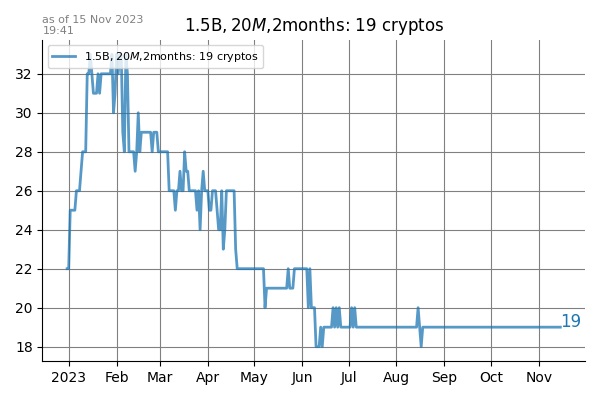 as of 15 Nov 2023
19:41
1.5B, 20M,2months: 19 cryptos
1.5B, 20M,2months: 19 cryptos
32
30
28
26
24
22
20
18
19
2023 Feb Mar Apr May Jun Jul Aug Sep Oct Nov